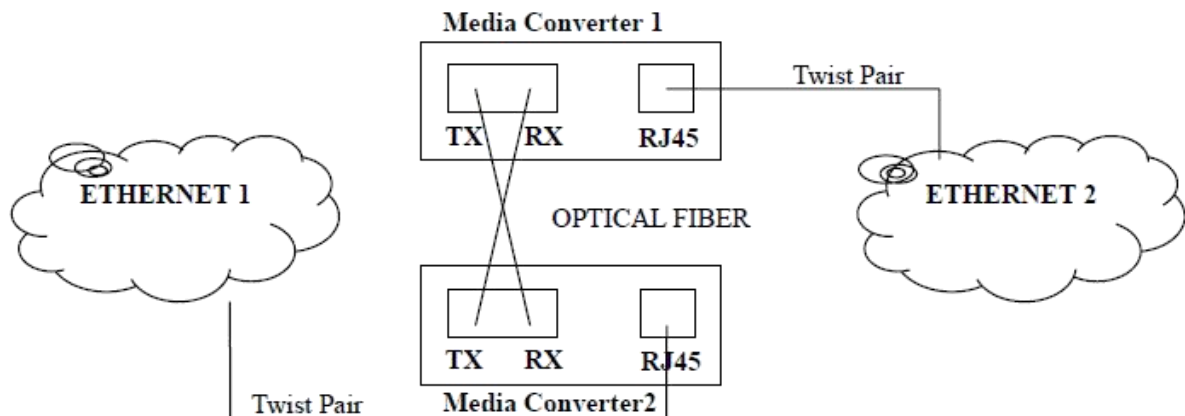 Media Converter 1
Twist Pair
TX RX RJ45
ETHERNET 1
ETHERNET 2
OPTICAL FIBER
TX RX RJ45
Media Converter2
Twist Pair